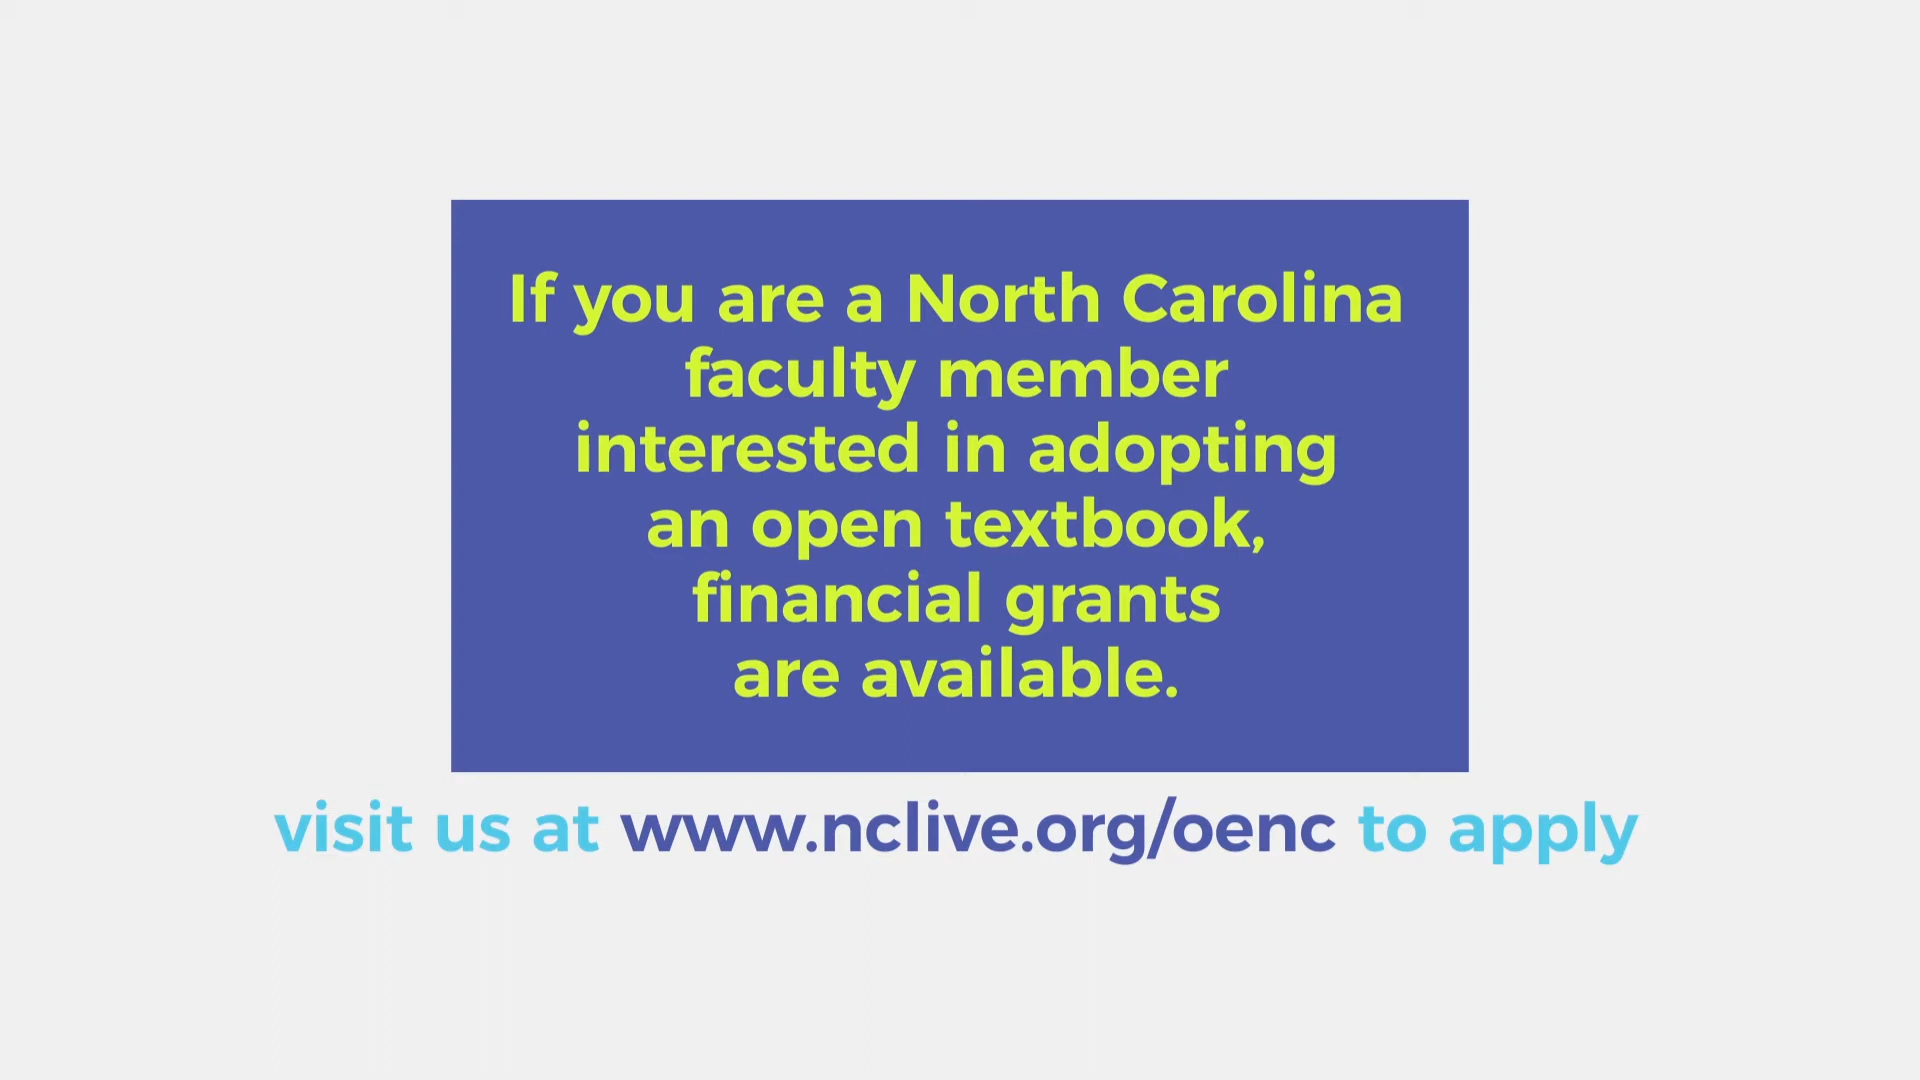 If you are a North Carolina
faculty member
interested in adopting
an open textbook,
financial grants
are available.
visit us at www.nclive.org/oenc to apply